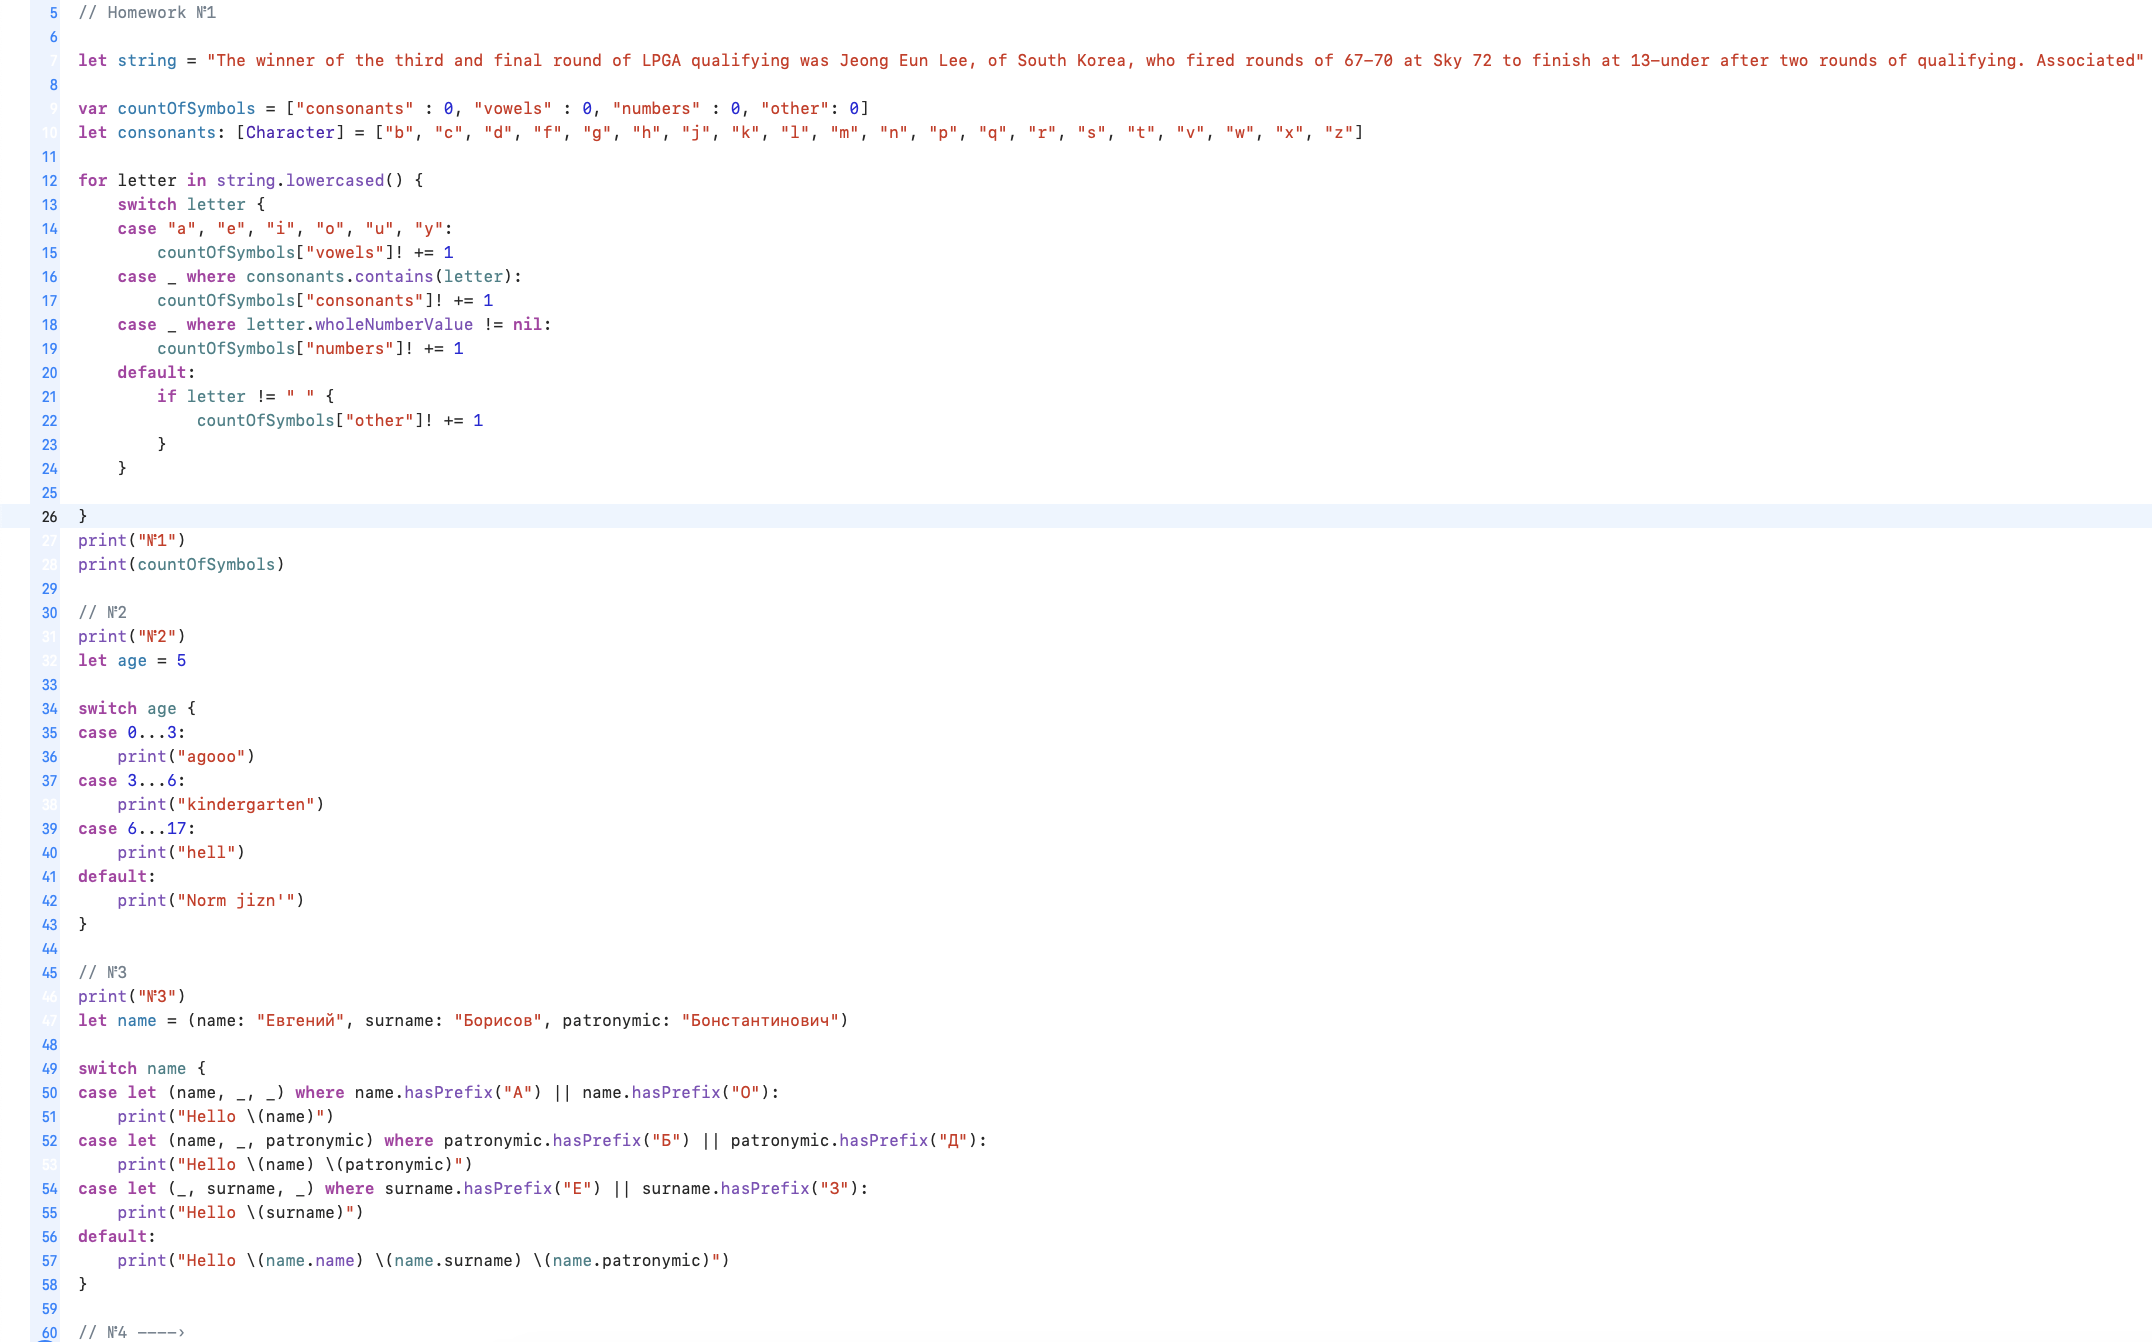 5 // Homework №1
6
7 let string = "The winner of the third and final round of LPGA qualifying was Jeong Eun Lee, of South Korea, who fired rounds of 67-70 at Sky 72 to finish at 13-under after two rounds of qualifying. Associated"
8
9 var countOfSymbols = ["consonants" : 0, "vowels" : 0, "numbers" : 0, "other": 0]
10 let consonants: [Character] = ["b", "c", "d", "f", "g", "h", "j", "k", "l", "m", "n", "p", "q", "r", "s", "t", "v", "w", "x", "z"]
11
12 for letter in string.lowercased() {
13     switch letter {
14     case "a", "e", "i", "o", "u", "y":
15         countOfSymbols["vowels"]! += 1
16     case _ where consonants.contains(letter):
17         countOfSymbols["consonants"]! += 1
18     case _ where letter.wholeNumberValue != nil:
19         countOfSymbols["numbers"]! += 1
20     default:
21         if letter != " " {
22             countOfSymbols["other"]! += 1
23         }
24     }
25
26 }
27 print("№1")
28 print(countOfSymbols)
29
30 // №2
31 print("№2")
32 let age = 5
33
34 switch age {
35 case 0...3:
36     print("agooo")
37 case 3...6:
38     print("kindergarten")
39 case 6...17:
40     print("hell")
41 default:
42     print("Norm jizn'")
43 }
44
45 // №3
46 print("№3")
47 let name = (name: "Евгений", surname: "Борисов", patronymic: "Бонстантинович")
48
49 switch name {
50 case let (name, _, _) where name.hasPrefix("А") || name.hasPrefix("О"):
51     print("Hello \(name)")
52 case let (name, _, patronymic) where patronymic.hasPrefix("Б") || patronymic.hasPrefix("Д"):
53     print("Hello \(name) \(patronymic)")
54 case let (_, surname, _) where surname.hasPrefix("Е") || surname.hasPrefix("З"):
55     print("Hello \(surname)")
56 default:
57     print("Hello \(name.name) \(name.surname) \(name.patronymic)")
58 }
59
60 // №4 ---->